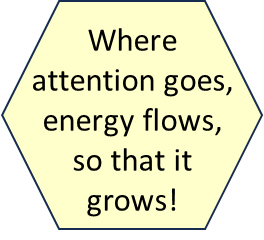 Where
attention goes,
energy flows,
so that it
grows!